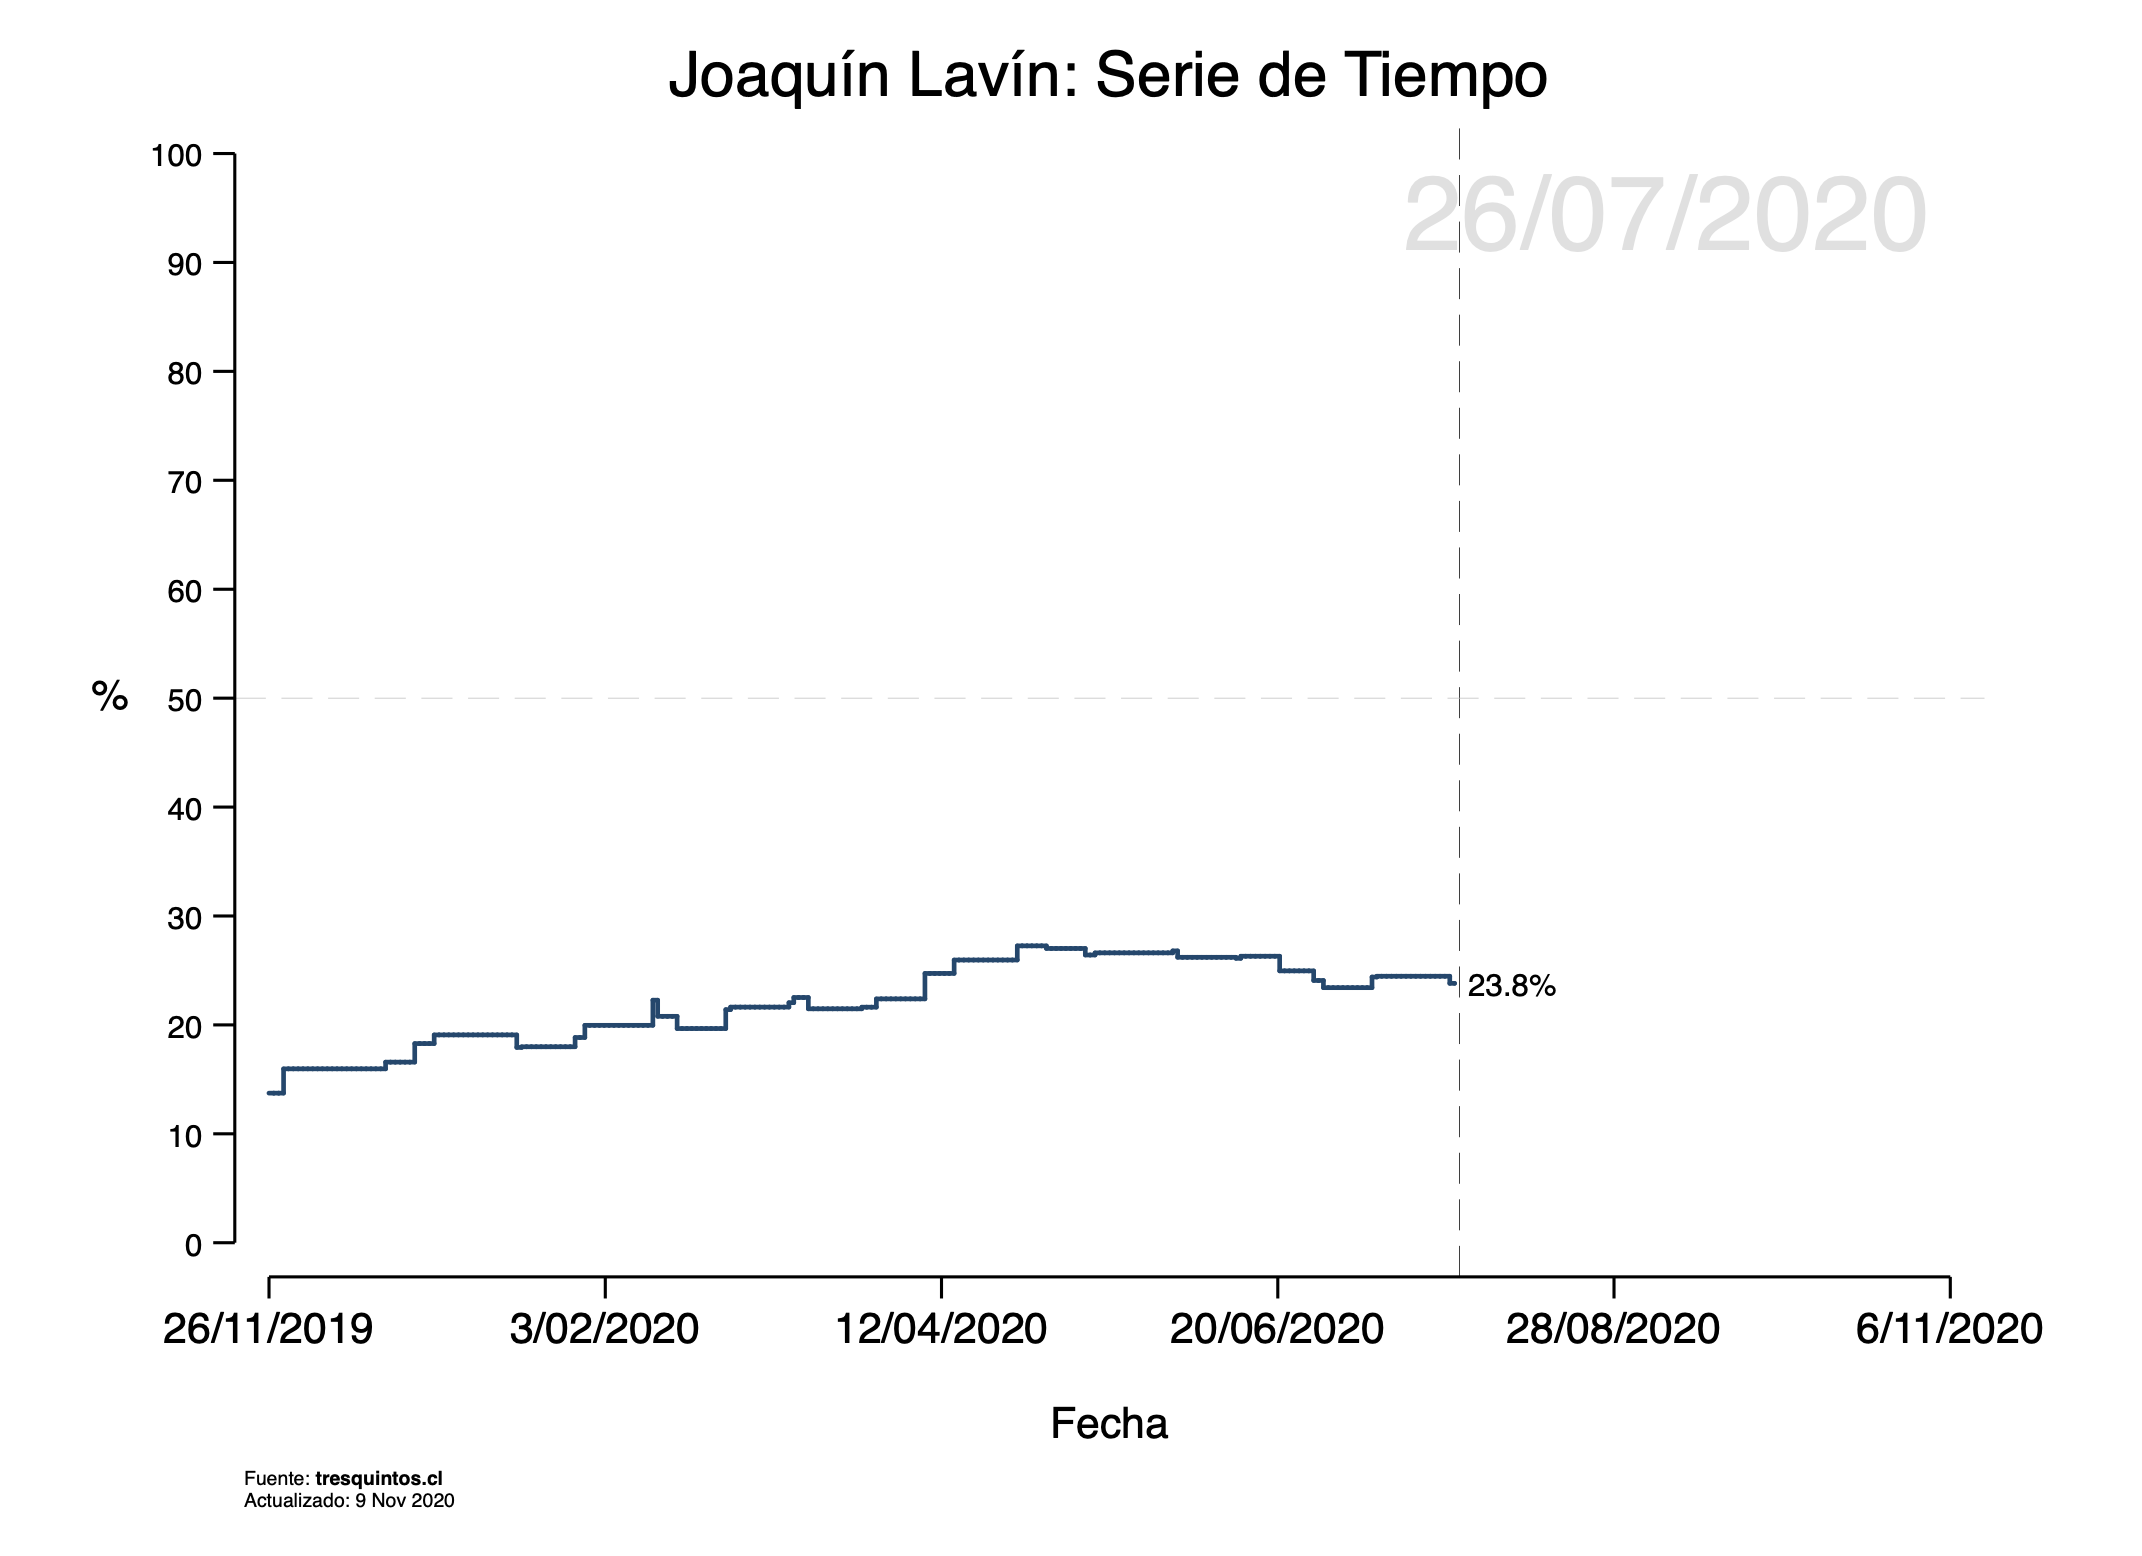 Joaquín Lavín: Serie de Tiempo
26/07/2020
100
90
80
70
60
50
40
30
20
10
0
%
23.8%
26/11/2019 3/02/2020 12/04/2020 20/06/2020 28/08/2020 6/11/2020
Fecha
Fuente: tresquintos.cl
Actualizado: 9 Nov 2020